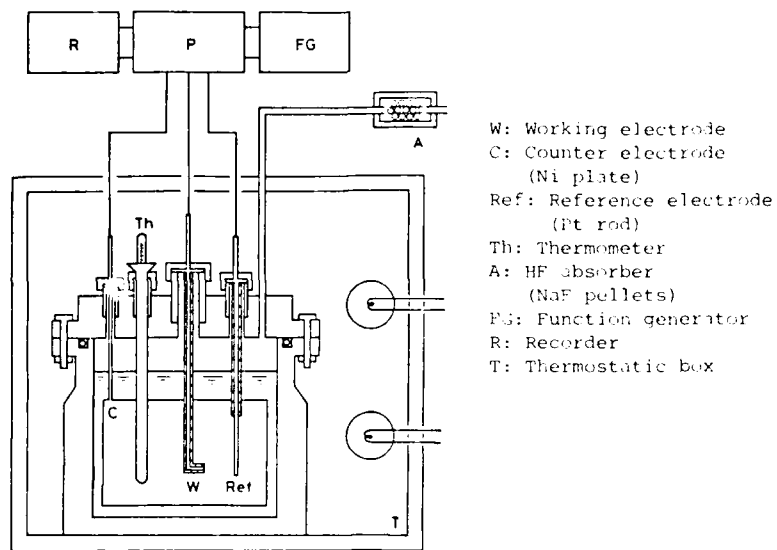 R P FG
A
Th
C
W Ref
T
W: Working electrode
C: Counter electrode
(Ni plate)
Ref: Reference electrode
(Pt rod)
Th: Thermometer
A: HF absorber
(NaF pellets)
FG: Function generator
R: Recorder
T: Thermostatic box